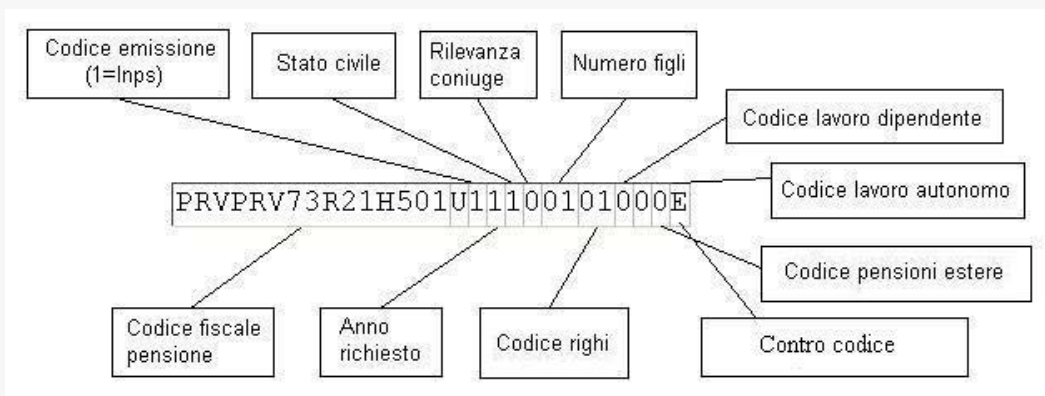 Codice emissione
(1=Inps)
Stato civile
Rilevanza
coniuge
Numero figli
Codice lavoro dipendente
Codice lavoro autonomo
PRVPRV73R21H501U11100101000E
Codice pensioni estere
Codice fiscale
pensione
Anno
richiesto
Codice righi
Contro codice